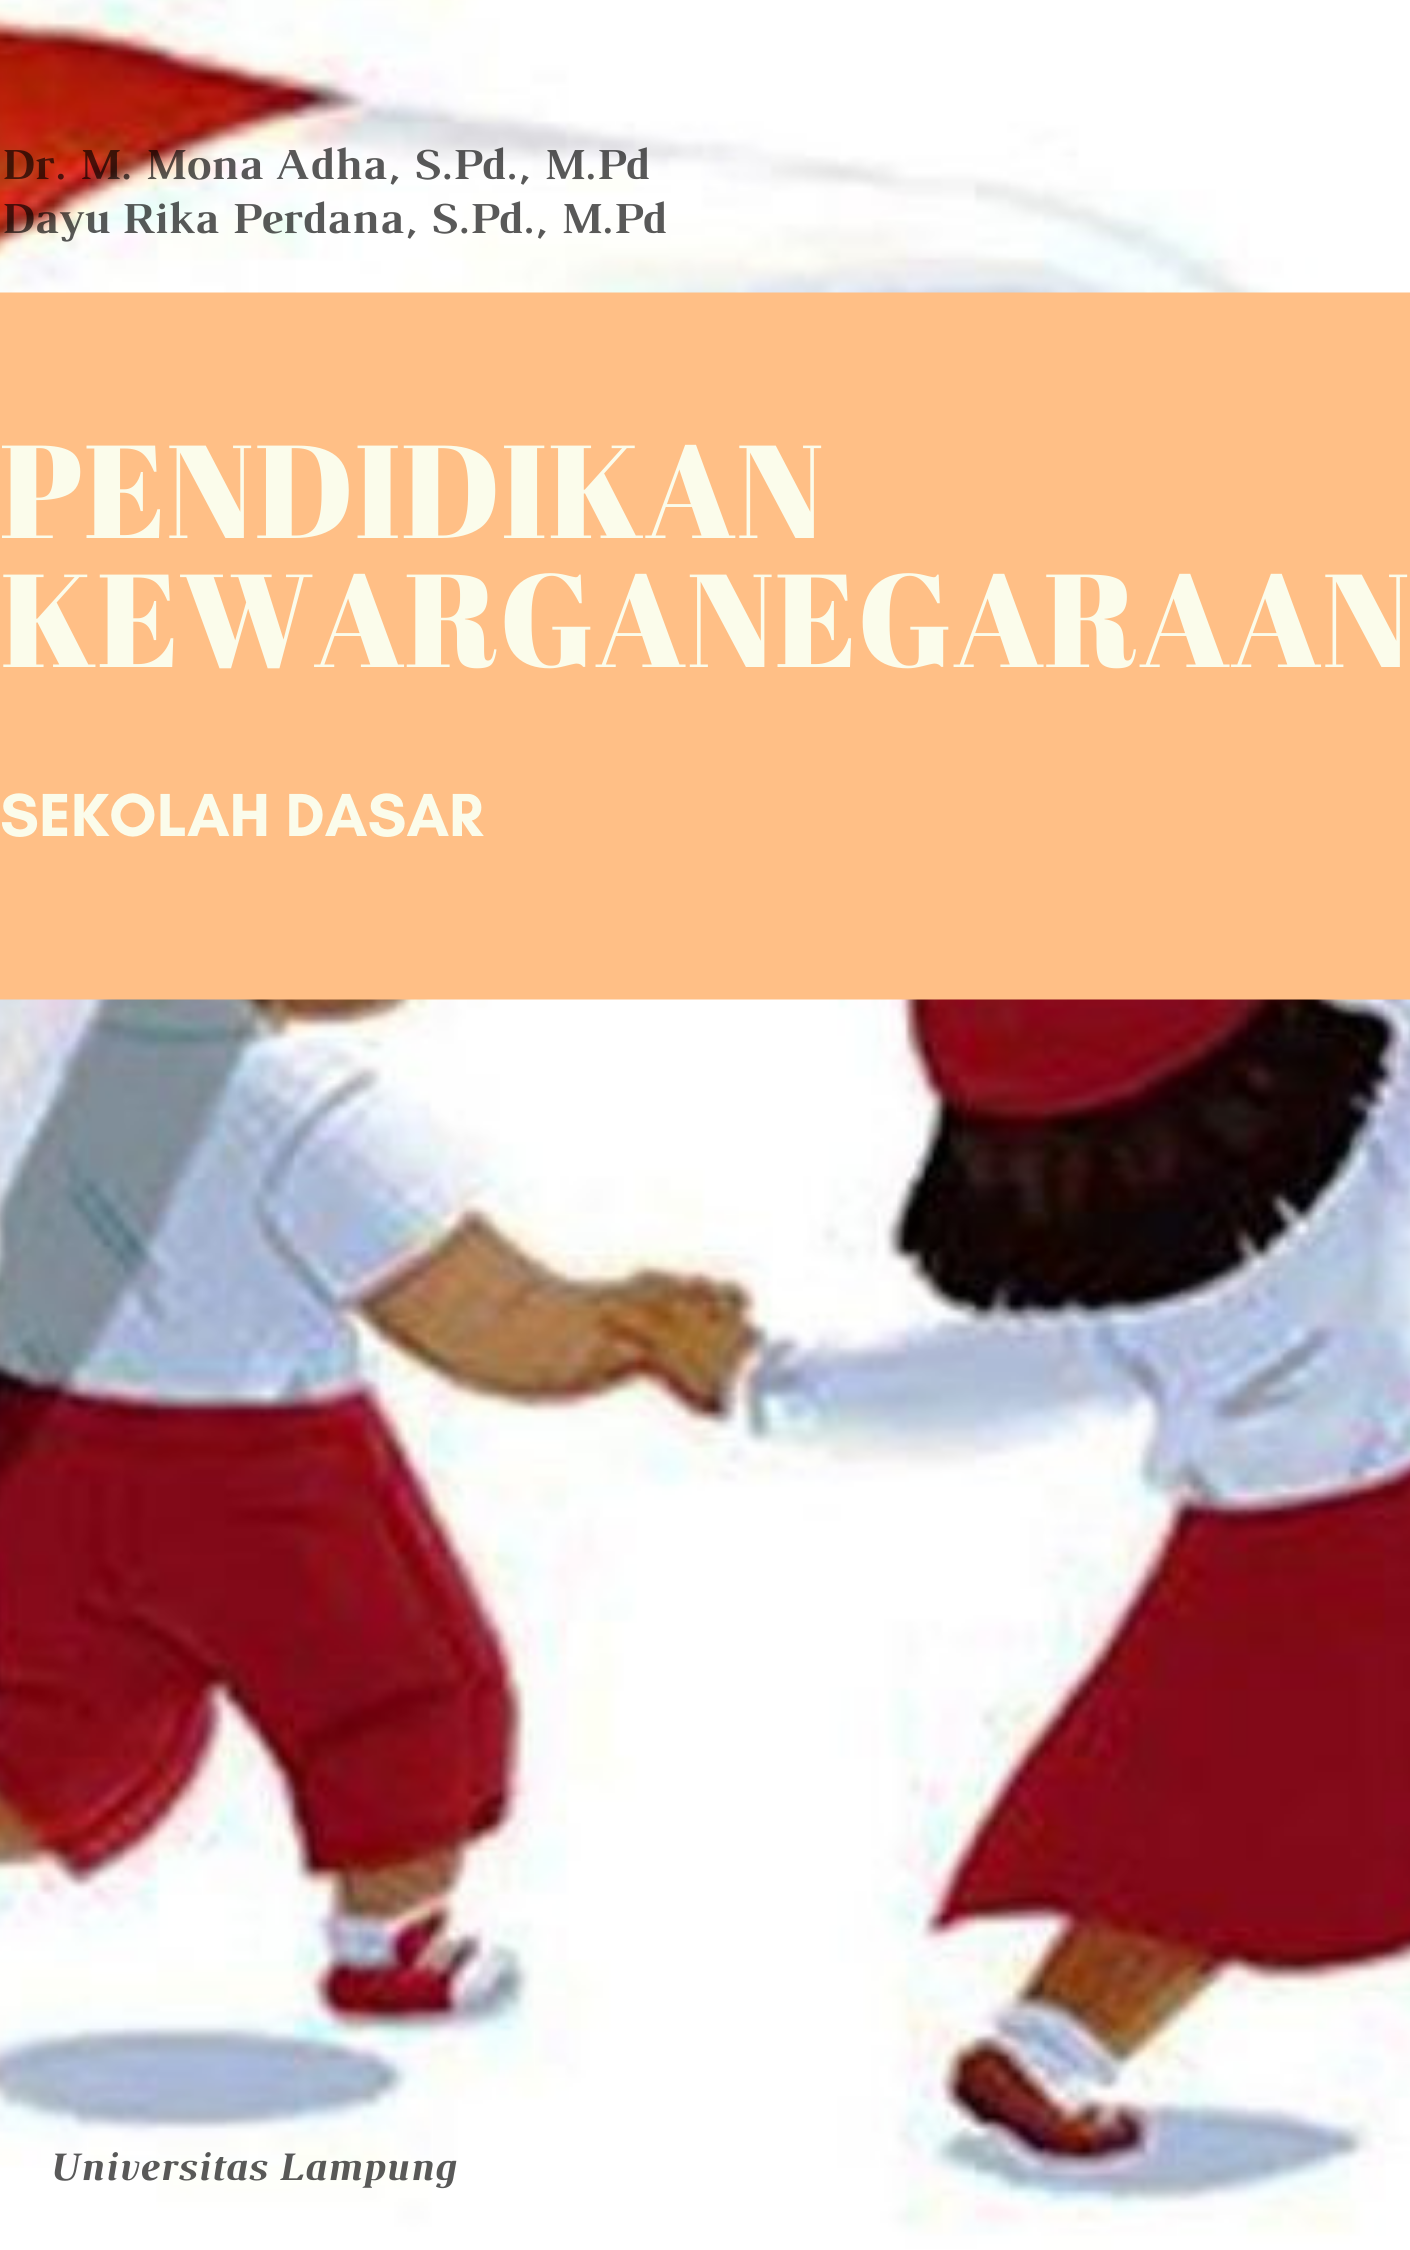 Dr. M. Mona Adha, S.Pd., M.Pd
Dayu Rika Perdana, S.Pd., M.Pd
PENDIDIKAN
KEWARGANEGARAAN
SEKOLAH DASAR
Universitas Lampung